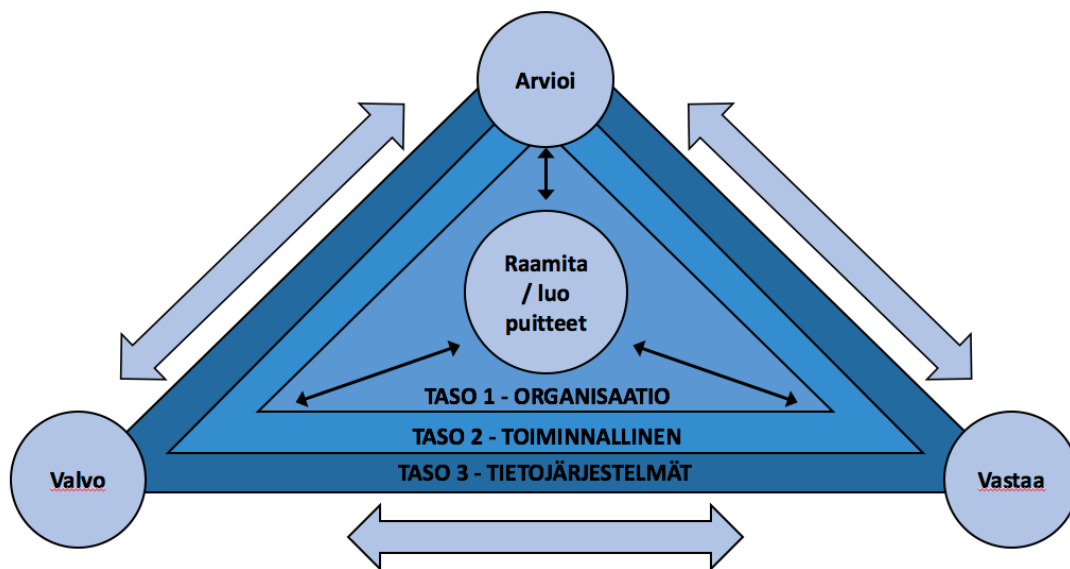 Arvioi
Raamita
/ luo
puitteet
TASO 1 - ORGANISAATIO
TASO 2 - TOIMINNALLINEN
TASO 3 - TIETOJÄRJESTELMÄT
Valvo
Vastaa